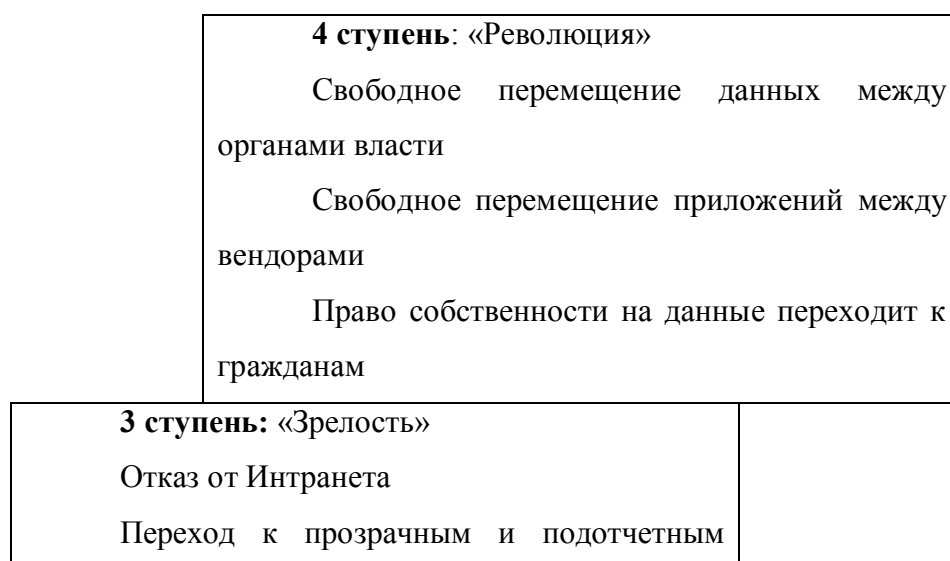 4 ступень: «Революция»
Свободное перемещение данных между
органами власти
Свободное перемещение приложений между
вендорами
Право собственности на данные переходит к
гражданам
3 ступень: «Зрелость»
Отказ от Интранета
Переход к прозрачным и подотчетным